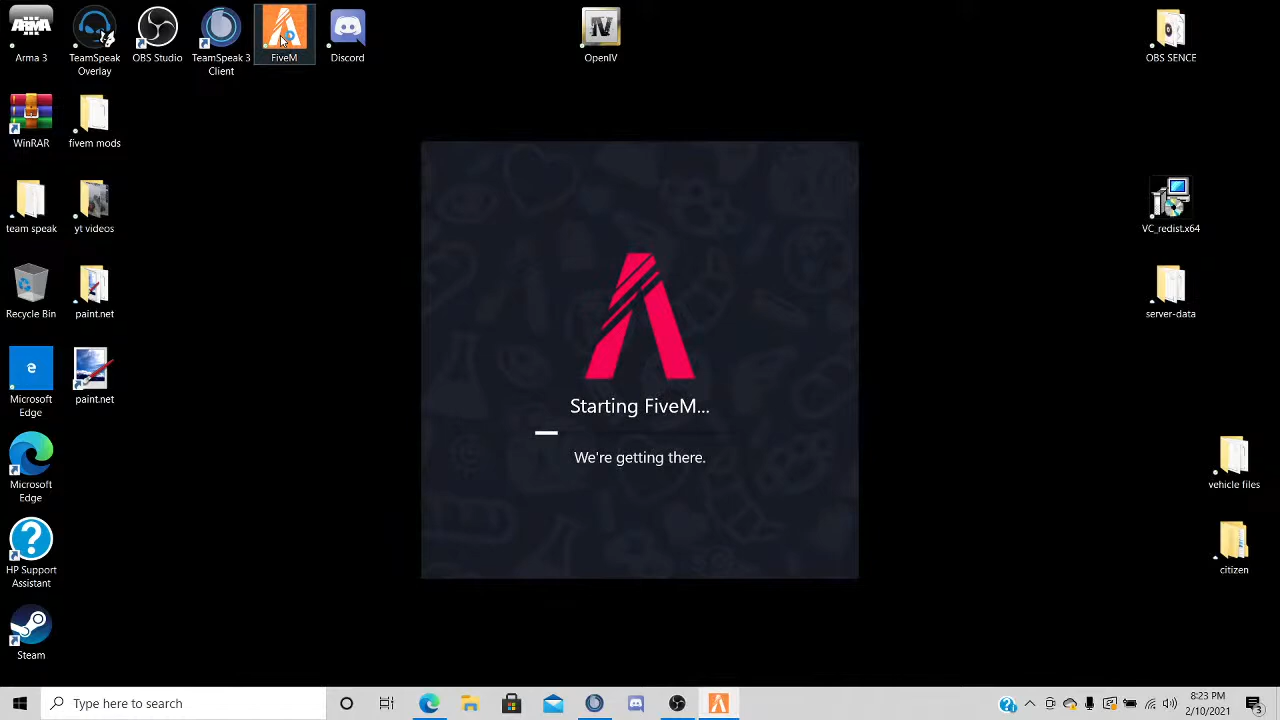 Arma 3
TeamSpeak
Overlay
OBS Studio
TeamSpeak 3
Client
FiveM
Discord
OpenIV
OBS SENCE
WinRAR
fivem mods
team speak
yt videos
VC_redist.x64
Recycle Bin
paint.net
server-data
Microsoft
Edge
paint.net
Starting FiveM...
We're getting there.
Microsoft
Edge
vehicle files
HP Support
Assistant
citizen
Steam
Type here to search
8:23 PM
2/10/2021
3